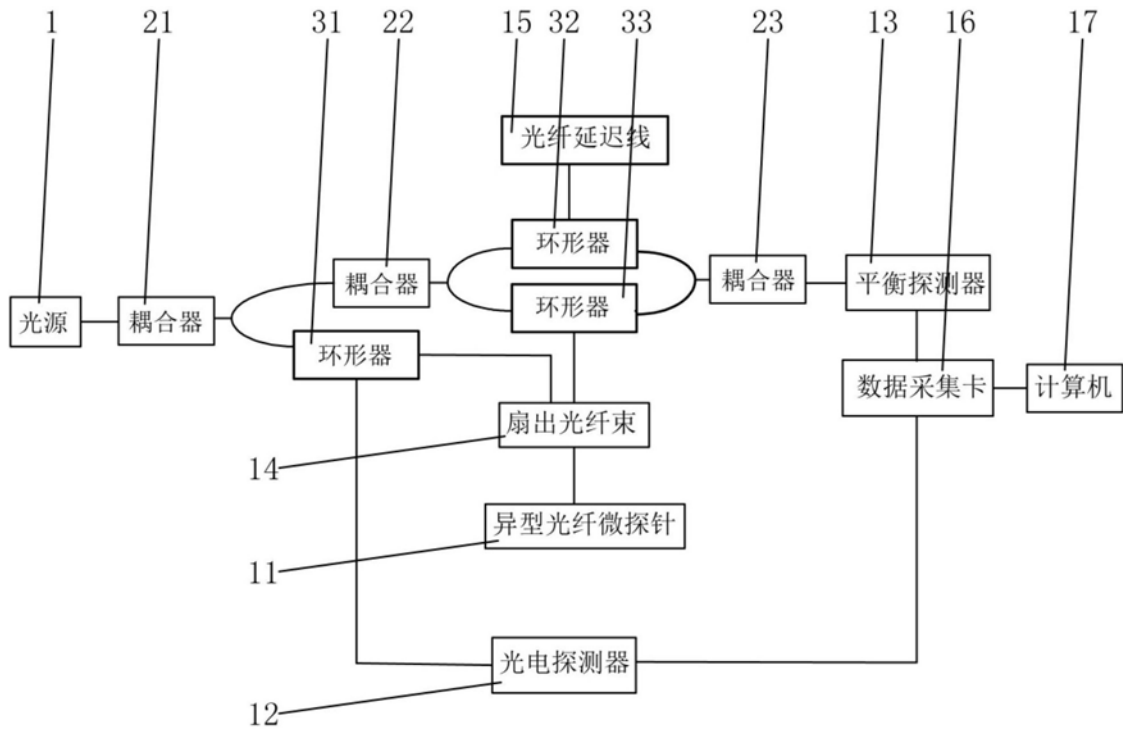 1 21 31 22 15 32 33 23 13 16 17
光纤延迟线
环形器
耦合器 耦合器 平衡探测器
环形器
光源 耦合器
环形器
数据采集卡 计算机
扇出光纤束
14
异型光纤微探针
11
光电探测器
12